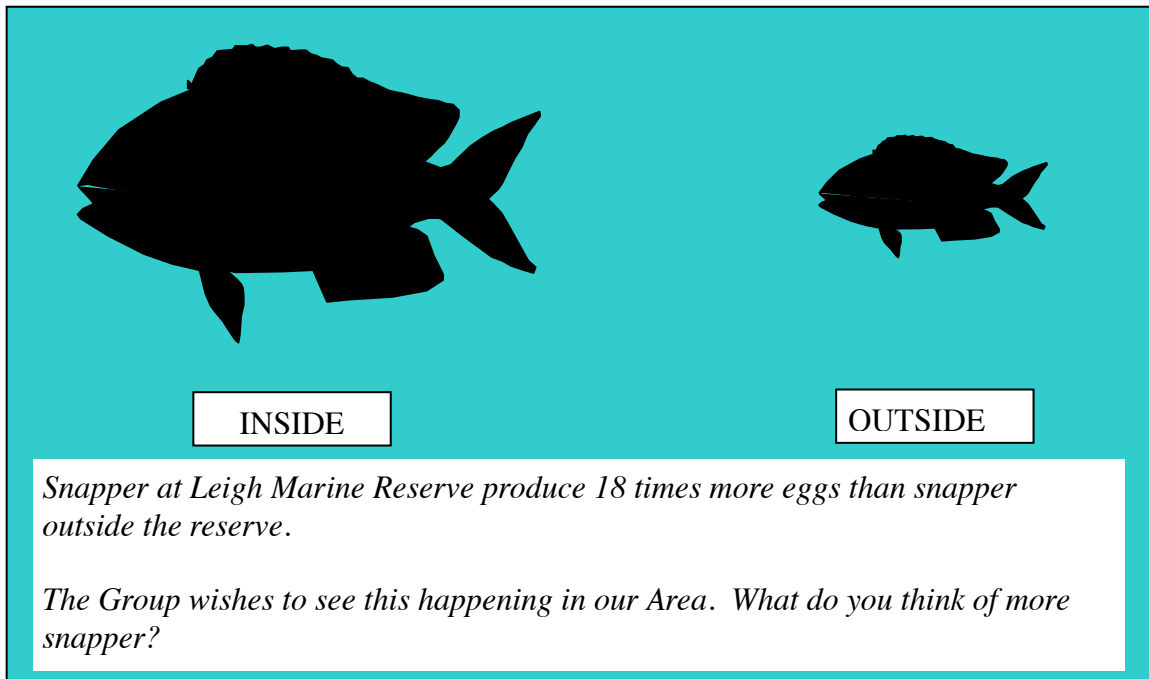 INSIDE
OUTSIDE
Snapper at Leigh Marine Reserve produce 18 times more eggs than snapper
outside the reserve.
The Group wishes to see this happening in our Area.  What do you think of more
snapper?